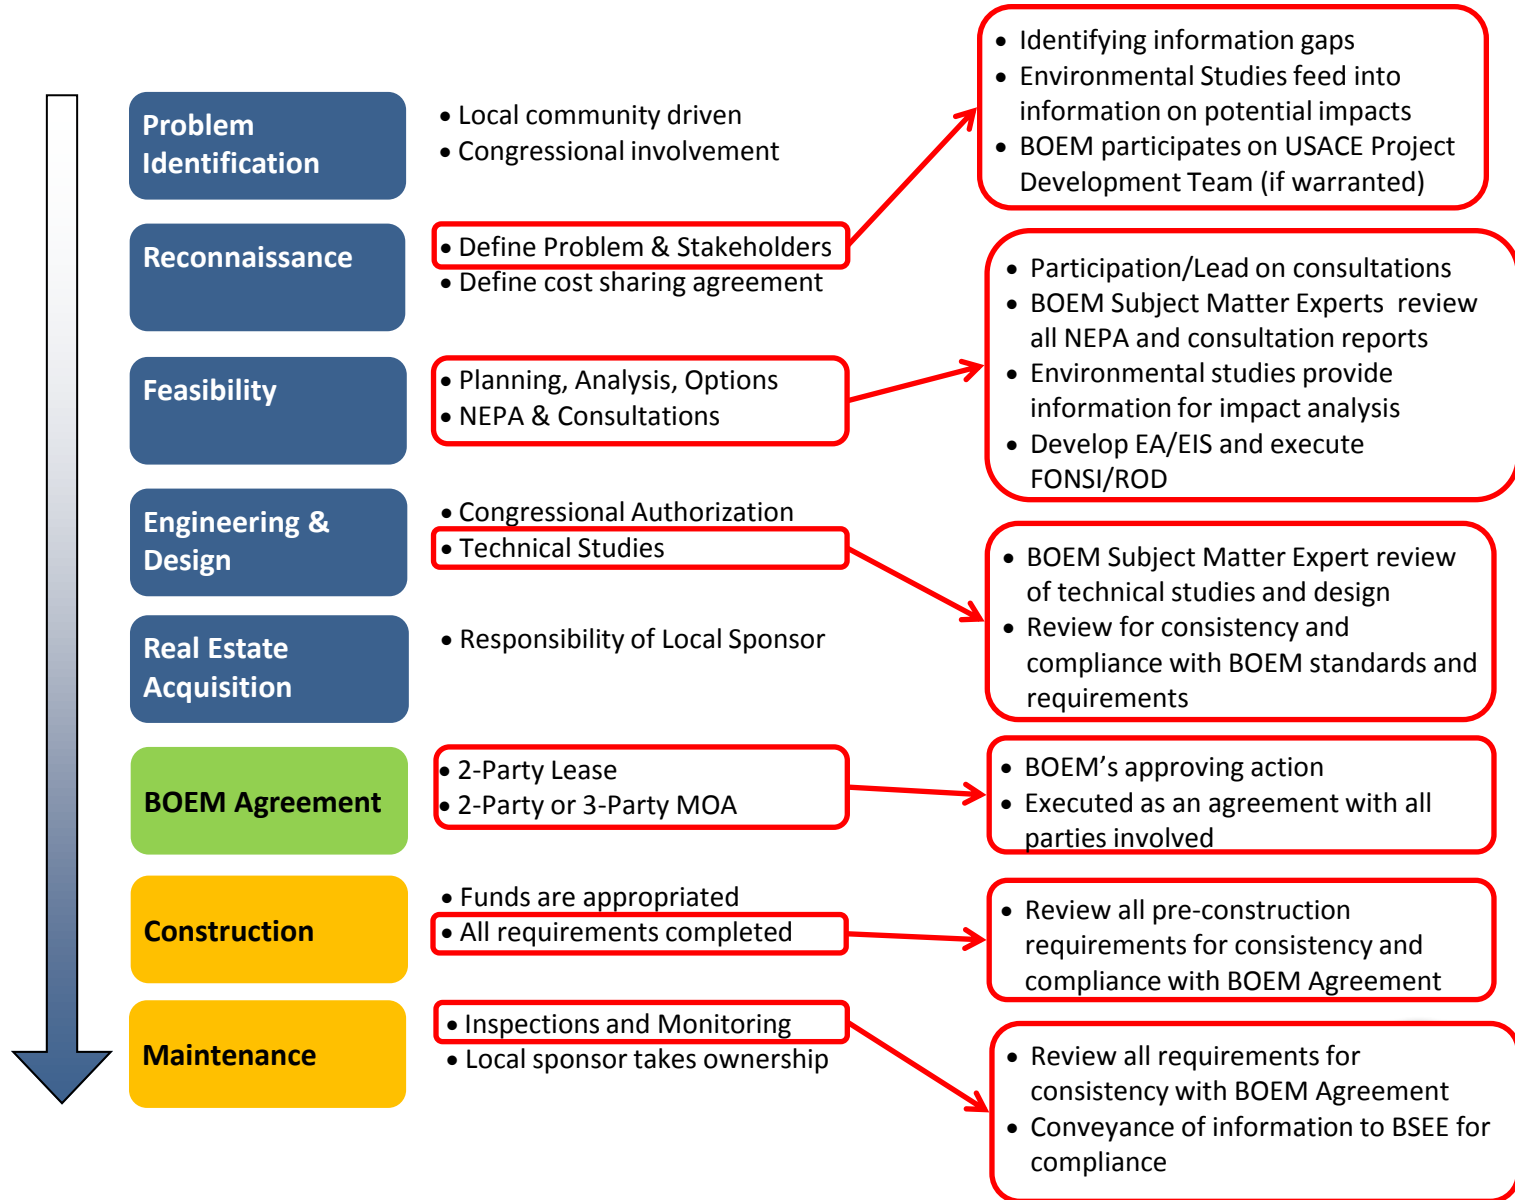 Problem
Identification
• Local community driven
• Congressional involvement
• Identifying information gaps
• Environmental Studies feed into
information on potential impacts
• BOEM participates on USACE Project
Development Team (if warranted)
Reconnaissance
• Define Problem & Stakeholders
• Define cost sharing agreement
Feasibility
• Planning, Analysis, Options
• NEPA & Consultations
• Participation/Lead on consultations
• BOEM Subject Matter Experts review
all NEPA and consultation reports
• Environmental studies provide
information for impact analysis
• Develop EA/EIS and execute
FONSI/ROD
Engineering &
Design
• Congressional Authorization
• Technical Studies
• BOEM Subject Matter Expert review
of technical studies and design
• Review for consistency and
compliance with BOEM standards and
requirements
Real Estate
Acquisition
• Responsibility of Local Sponsor
BOEM Agreement
• 2-Party Lease
• 2-Party or 3-Party MOA
• BOEM’s approving action
• Executed as an agreement with all
parties involved
Construction
• Funds are appropriated
• All requirements completed
• Review all pre-construction
requirements for consistency and
compliance with BOEM Agreement
Maintenance
• Inspections and Monitoring
• Local sponsor takes ownership
• Review all requirements for
consistency with BOEM Agreement
• Conveyance of information to BSEE for
compliance